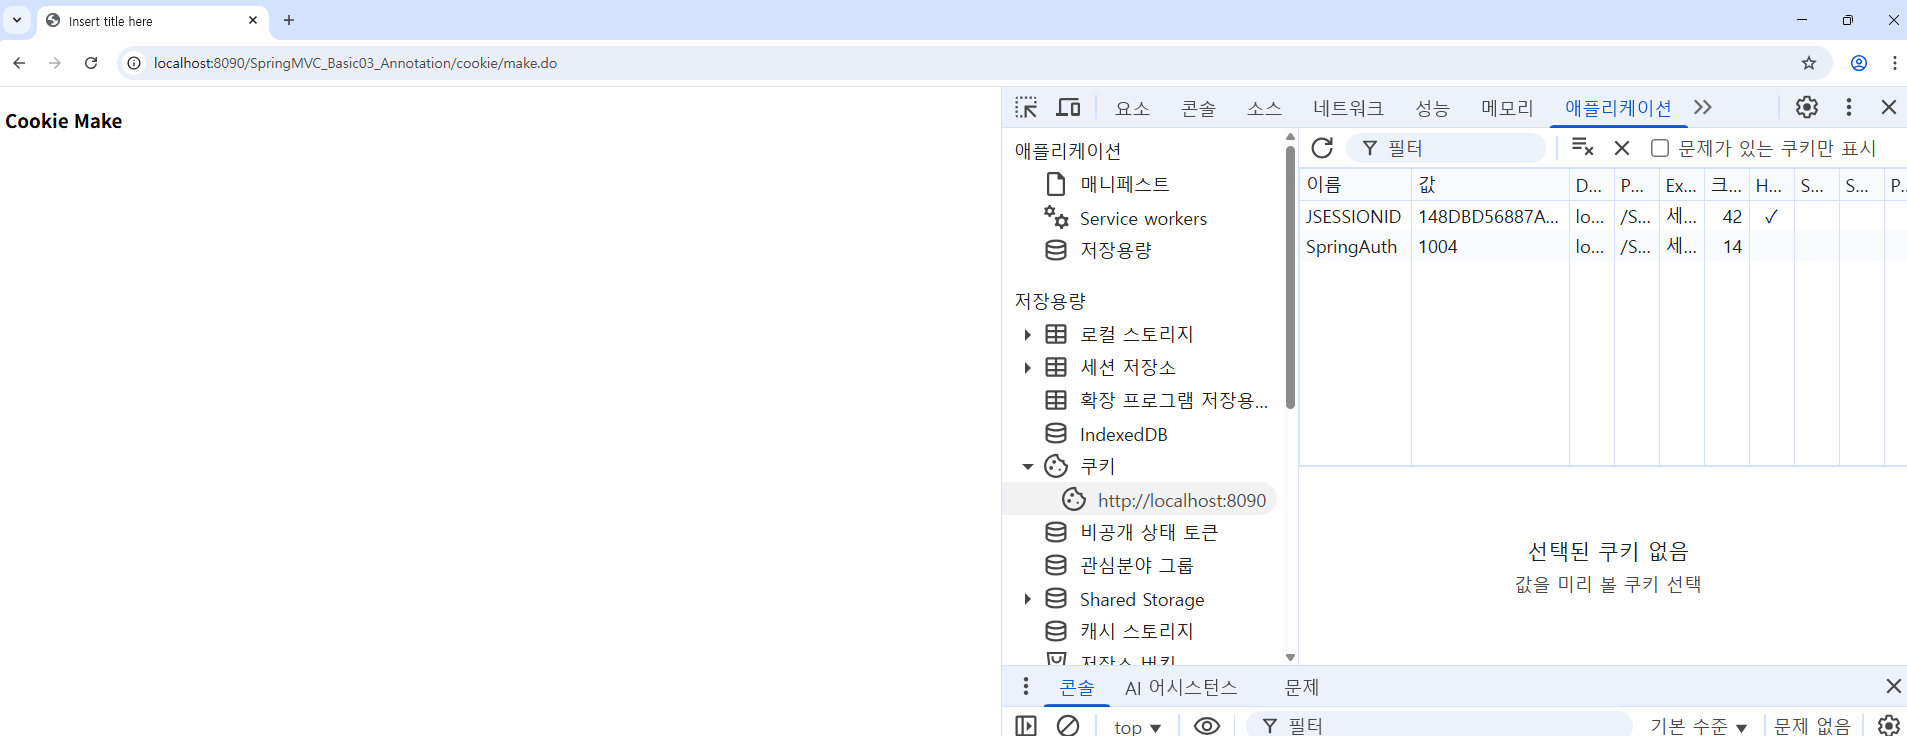 Insert title here
localhost:8090/SpringMVC_Basic03_Annotation/cookie/make.do
Cookie Make
요소 콘솔 소스 네트워크 성능 메모리 애플리케이션
애플리케이션
매니페스트
Service workers
저장용량
저장용량
로컬 스토리지
세션 저장소
확장 프로그램 저장용...
IndexedDB
쿠키
http://localhost:8090
비공개 상태 토큰
관심분야 그룹
Shared Storage
캐시 스토리지
저장소 버킷
필터 문제가 있는 쿠키만 표시
이름 값 D... P... Ex... 크... H... S... S... P.
JSESSIONID 148DBD56887A... lo... /S... 세... 42 ✓
SpringAuth 1004 lo... /S... 세... 14
선택된 쿠키 없음
값을 미리 볼 쿠키 선택
콘솔 AI 어시스턴스 문제
top 필터 기본 수준 문제 없음